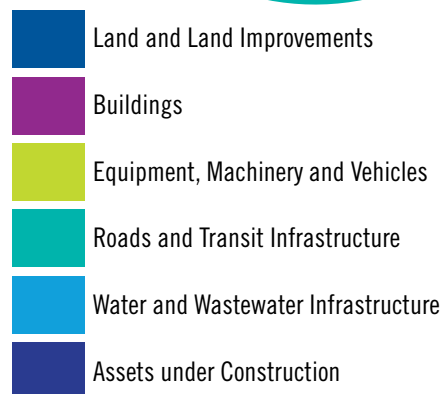 Land and Land Improvements
Buildings
Equipment, Machinery and Vehicles
Roads and Transit Infrastructure
Water and Wastewater Infrastructure
Assets under Construction